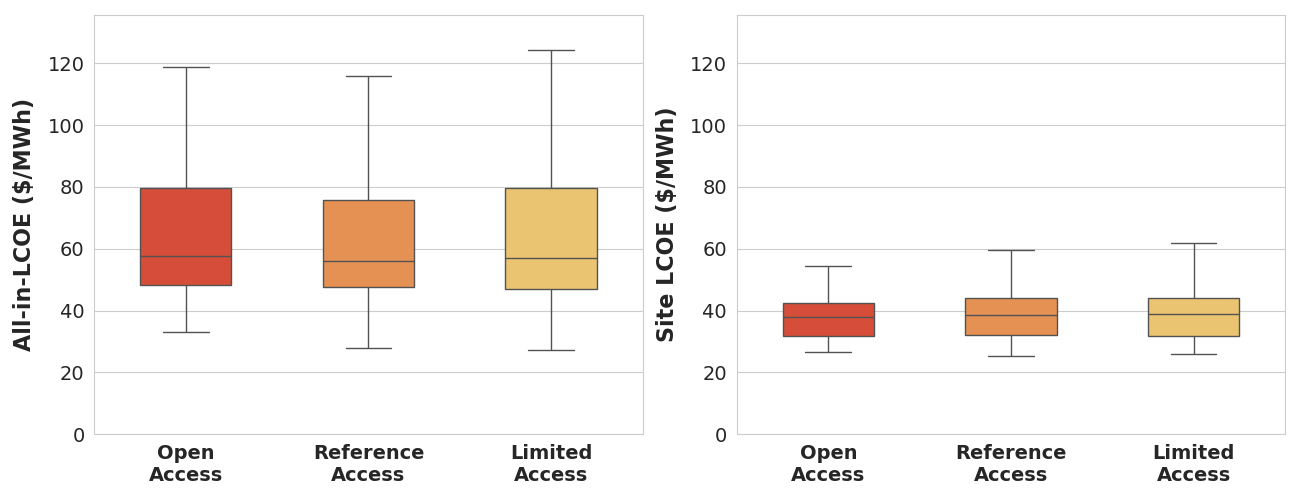 All-in-LCOE ($/MWh)
120
100
80
60
40
20
0
Open
Access
Reference
Access
Limited
Access
Site LCOE ($/MWh)
120
100
80
60
40
20
0
Open
Access
Reference
Access
Limited
Access